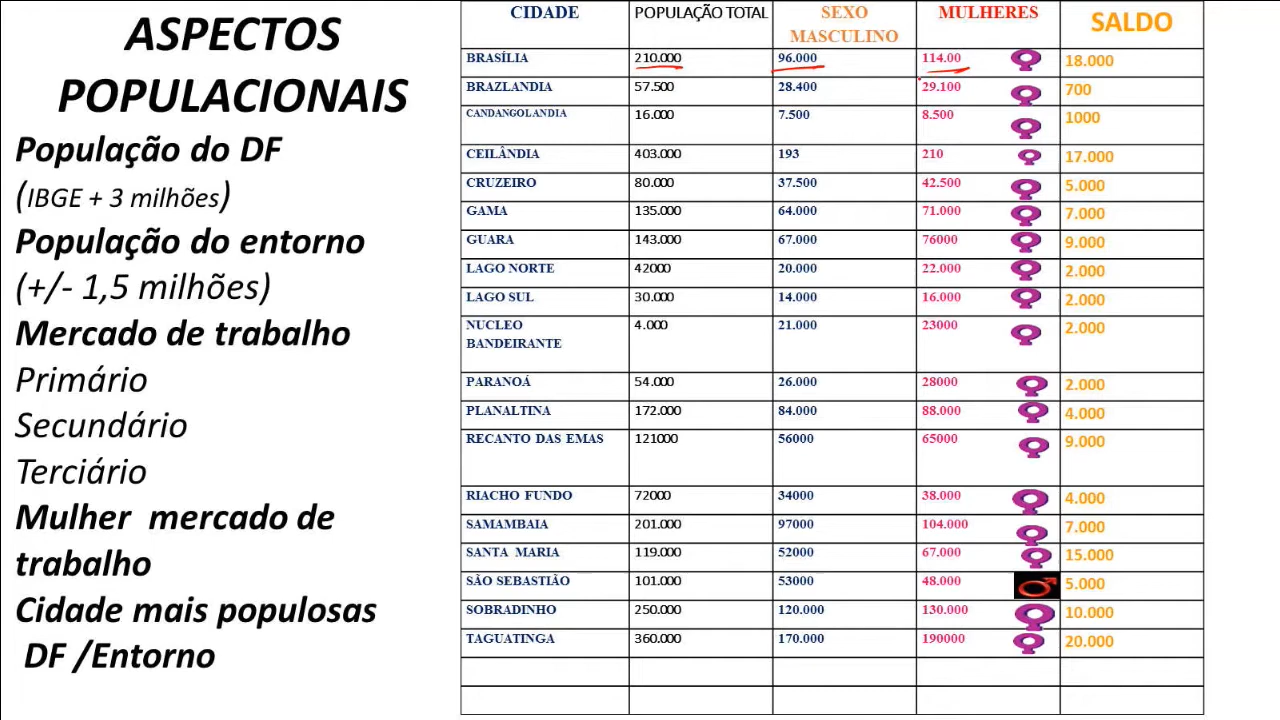 ASPECTOS
POPULACIONAIS
População do DF
(IBGE + 3 milhões)
População do entorno
(+/- 1,5 milhões)
Mercado de trabalho
Primário
Secundário
Terciário
Mulher mercado de
trabalho
Cidade mais populosas
DF /Entorno
CIDADE POPULAÇÃO TOTAL SEXO MASCULINO MULHERES SALDO
BRASÍLIA 210.000 96.000 114.00 18.000
BRAZLANDIA 57.500 28.400 29.100 700
CANDANGOLANDIA 16.000 7.500 8.500 1000
CEILÂNDIA 403.000 193 210 17.000
CRUZEIRO 80.000 37.500 42.500 5.000
GAMA 135.000 64.000 71.000 7.000
GUARA 143.000 67.000 76000 9.000
LAGO NORTE 42000 20.000 22.000 2.000
LAGO SUL 30.000 14.000 16.000 2.000
NUCLEO BANDEIRANTE 4.000 21.000 23000 2.000
PARANOÁ 54.000 26.000 28000 2.000
PLANALTINA 172.000 84.000 88.000 4.000
RECANTO DAS EMAS 121000 56000 65000 9.000
RIACHO FUNDO 72000 34000 38.000 4.000
SAMAMBAIA 201.000 97000 104.000 7.000
SANTA MARIA 119.000 52000 67.000 15.000
SÃO SEBASTIÃO 101.000 53000 48.000 5.000
SOBRADINHO 250.000 120.000 130.000 10.000
TAGUATINGA 360.000 170.000 190000 20.000